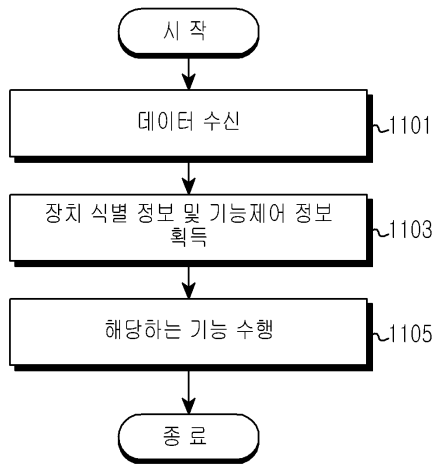 시 작
데이터 수신
1101
장치 식별 정보 및 기능제어 정보
획득
1103
해당하는 기능 수행
1105
종 료